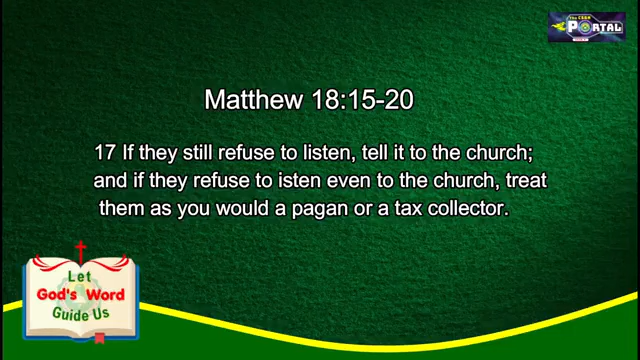 The CSAN
PORTAL
Matthew 18:15-20
17 If they still refuse to listen, tell it to the church;
and if they refuse to isten even to the church, treat
them as you would a pagan or a tax collector.
Let
God's Word
Guide Us